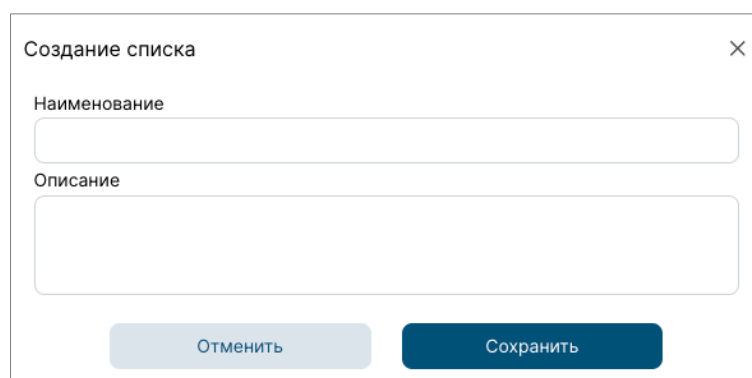 Создание списка
Наименование
Описание
Отменить Сохранить